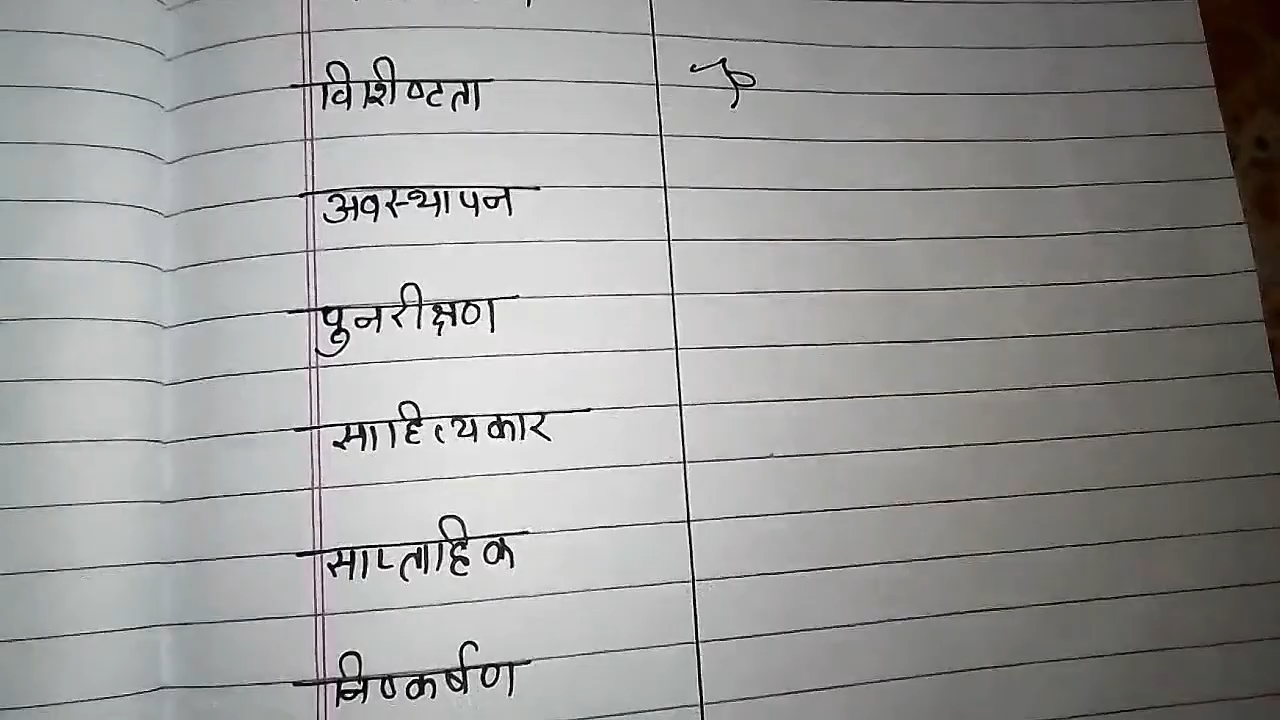 विशिष्टता
अवस्थापन
पुनरीक्षण
साहित्यकार
साप्ताहिक
निष्कर्षण